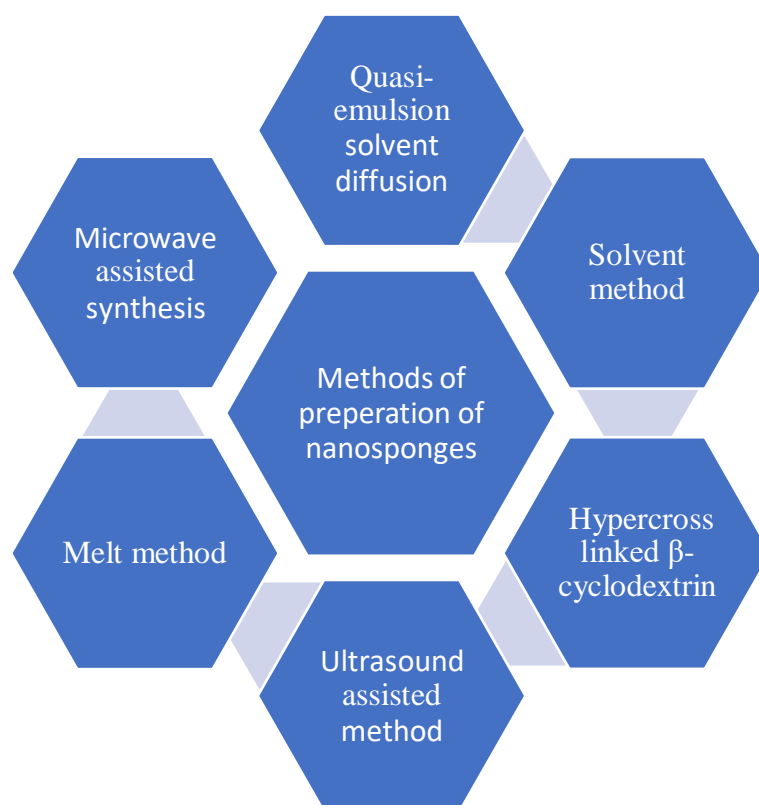 Quasi-
emulsion
solvent
diffusion
Microwave
assisted
synthesis
Solvent
method
Methods of
preperation of
nanosponges
Melt method
Hypercross
linked β-
cyclodextrin
Ultrasound
assisted
method